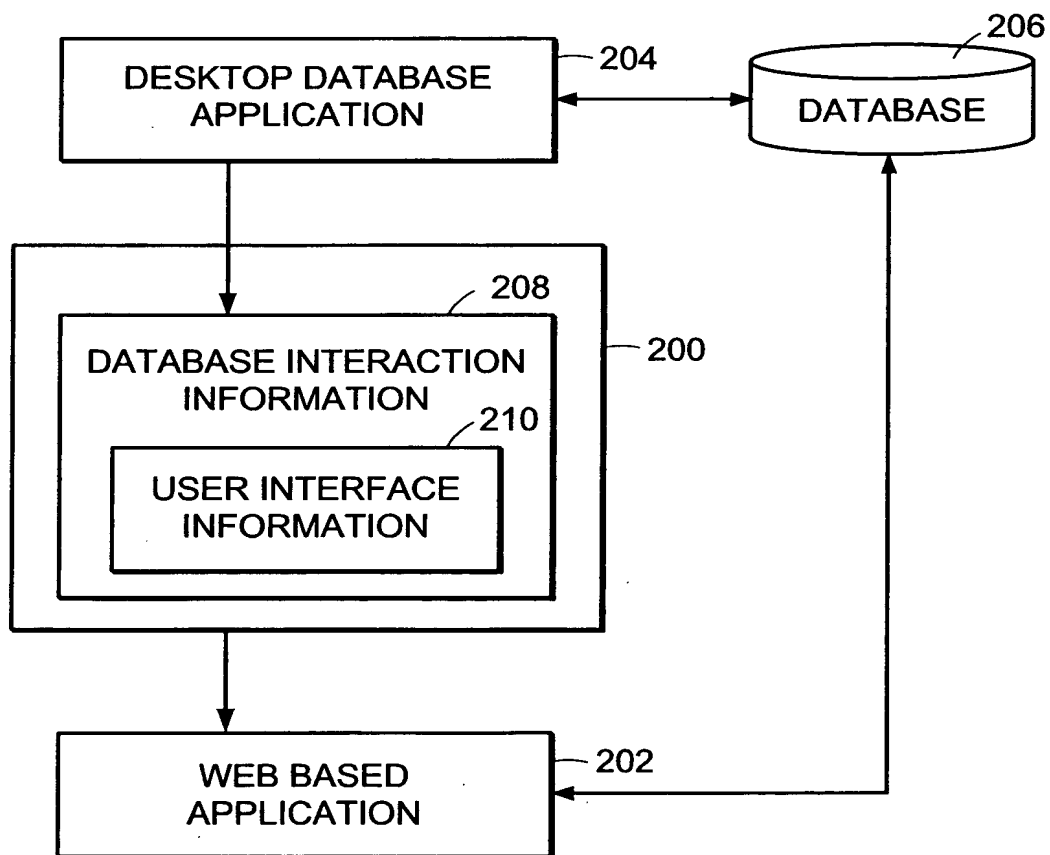 206
204
DESKTOP DATABASE
APPLICATION
DATABASE
208
DATABASE INTERACTION
INFORMATION
200
210
USER INTERFACE
INFORMATION
202
WEB BASED
APPLICATION